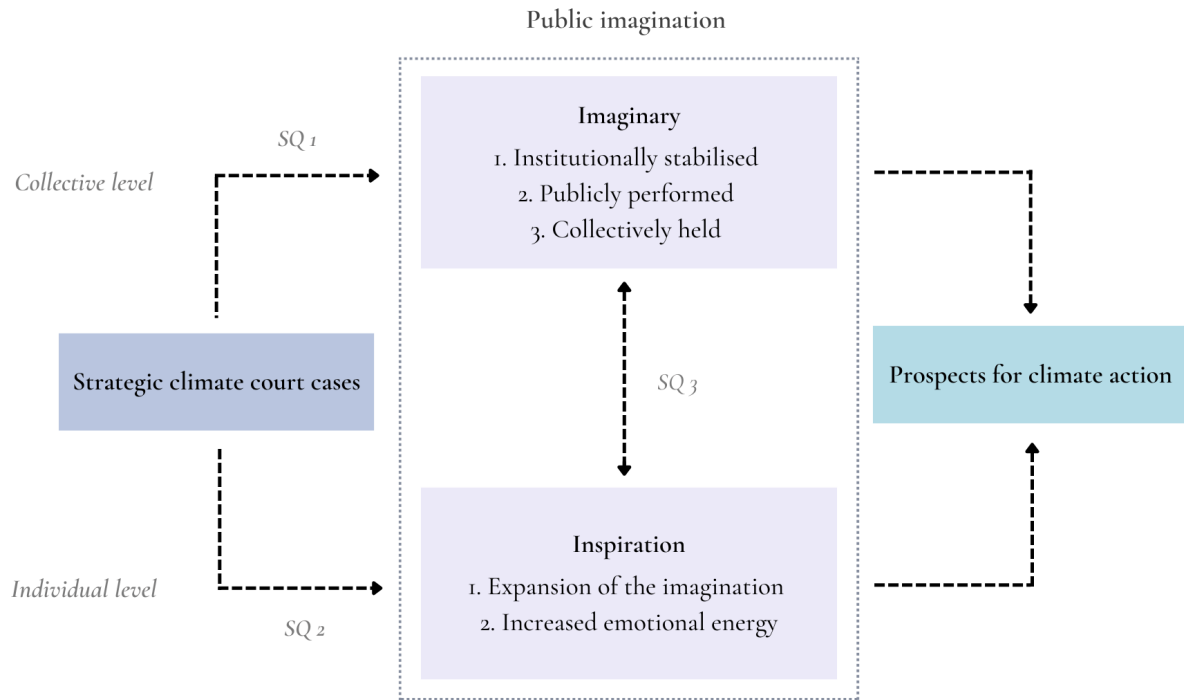 Public imagination
Imaginary
1. Institutionally stabilised
2. Publicly performed
3. Collectively held
SQ 1
Collective level
Strategic climate court cases
SQ 3
Prospects for climate action
Inspiration
1. Expansion of the imagination
2. Increased emotional energy
Individual level
SQ 2